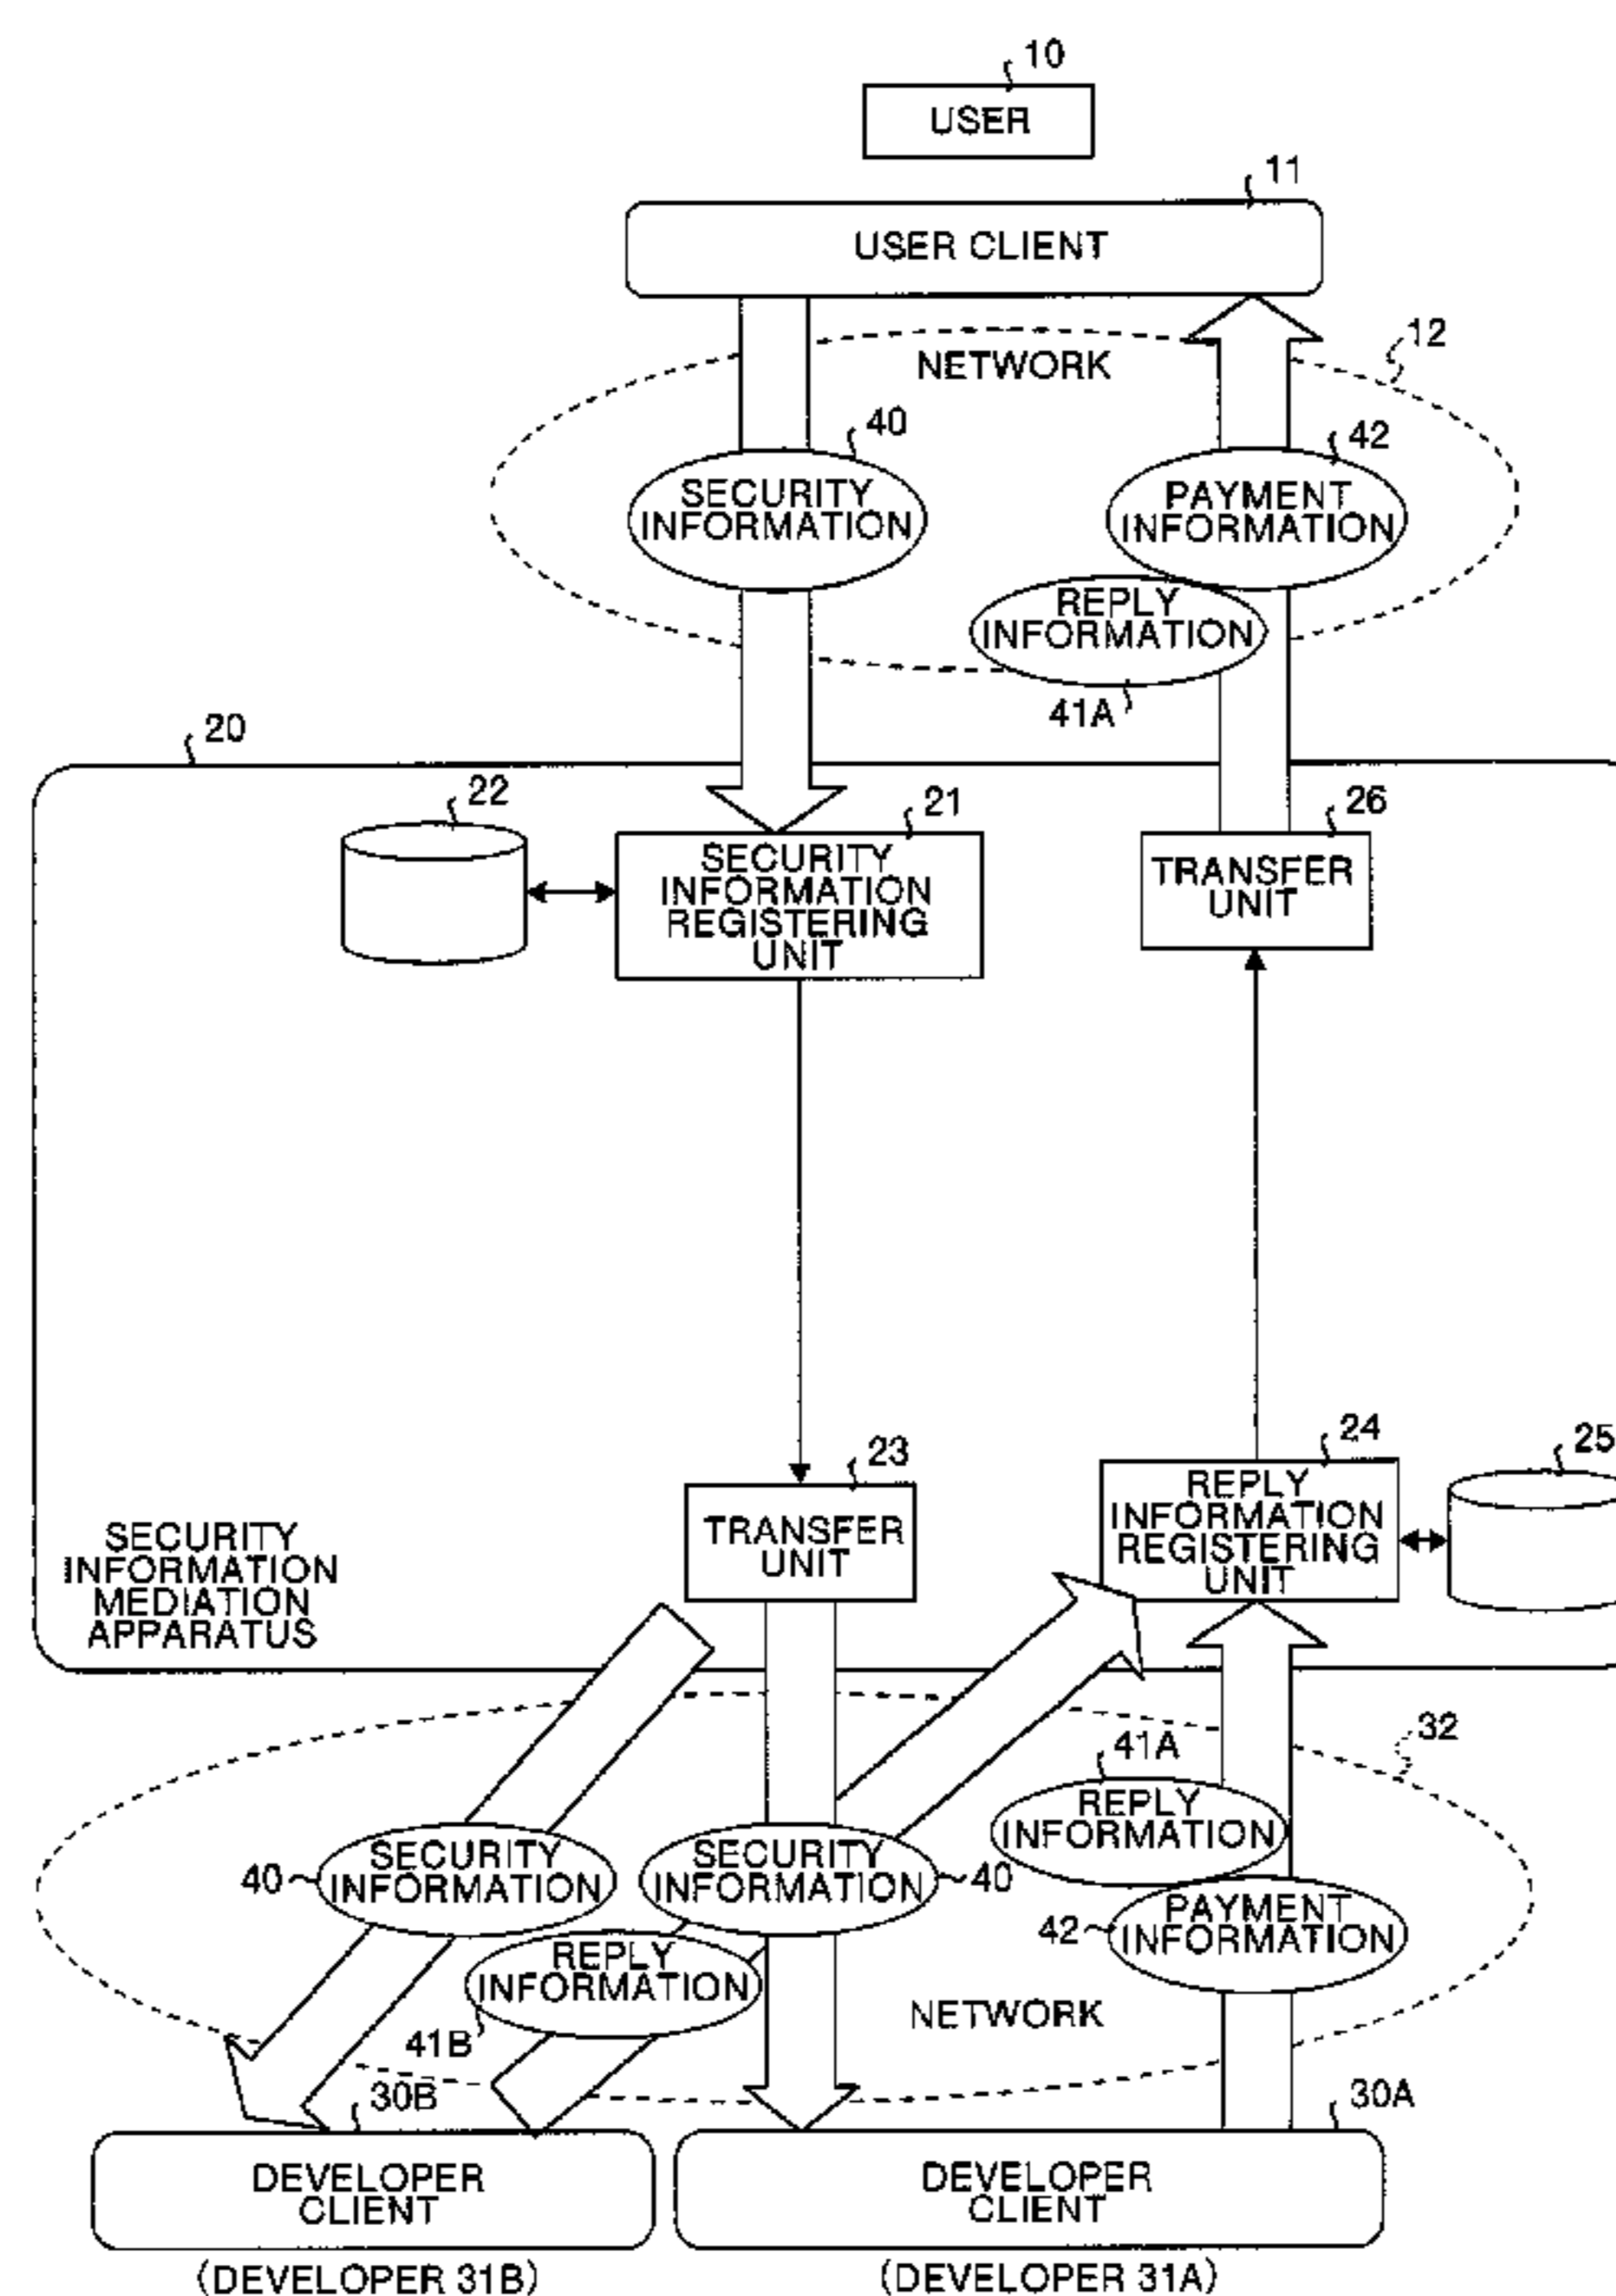 10
USER
11
USER CLIENT
12
NETWORK
40
42
SECURITY
INFORMATION
PAYMENT
INFORMATION
REPLY
INFORMATION
41A
20
22
21
26
SECURITY
INFORMATION
REGISTERING
UNIT
TRANSFER
UNIT
23
24
25
TRANSFER
UNIT
REPLY
INFORMATION
REGISTERING
UNIT
SECURITY
INFORMATION
MEDIATION
APPARATUS
32
41A
REPLY
INFORMATION
40
SECURITY
INFORMATION
SECURITY
INFORMATION
40
42
PAYMENT
INFORMATION
REPLY
INFORMATION
41B
NETWORK
30B
30A
DEVELOPER
CLIENT
DEVELOPER
CLIENT
(DEVELOPER 31B)
(DEVELOPER 31A)